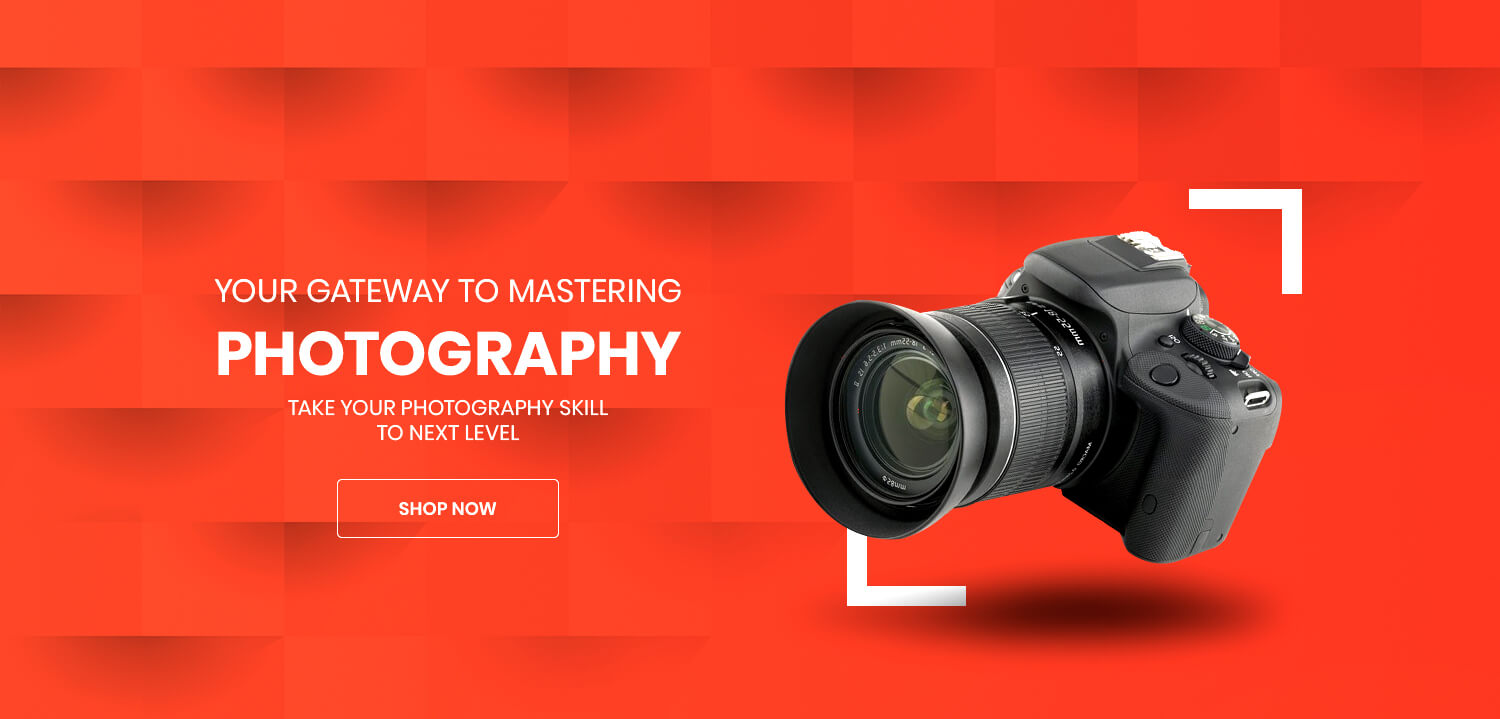 YOUR GATEWAY TO MASTERING
PHOTOGRAPHY
TAKE YOUR PHOTOGRAPHY SKILL
TO NEXT LEVEL
SHOP NOW